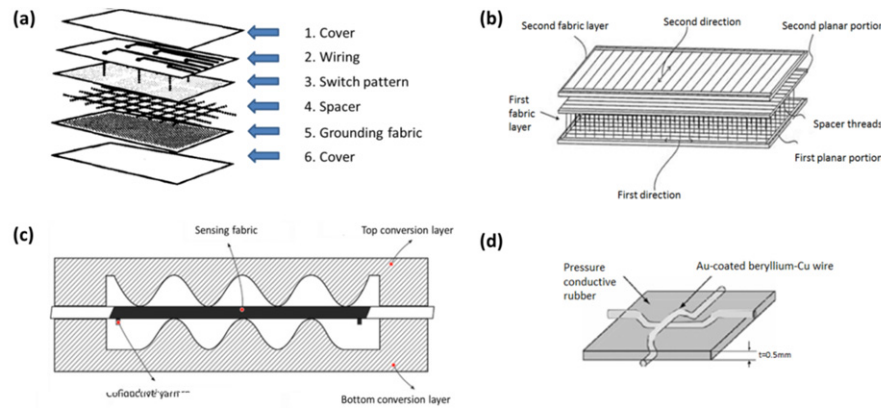 (a)
1. Cover
2. Wiring
3. Switch pattern
4. Spacer
5. Grounding fabric
6. Cover
(b)
Second fabric layer
Second direction
Second planar portion
First
fabric
layer
Spacer threads
First planar portion
First direction
(c)
Sensing fabric
Top conversion layer
Bottom conversion layer
(d)
Pressure
conductive
rubber
Au-coated beryllium-Cu wire
t=0.5mm